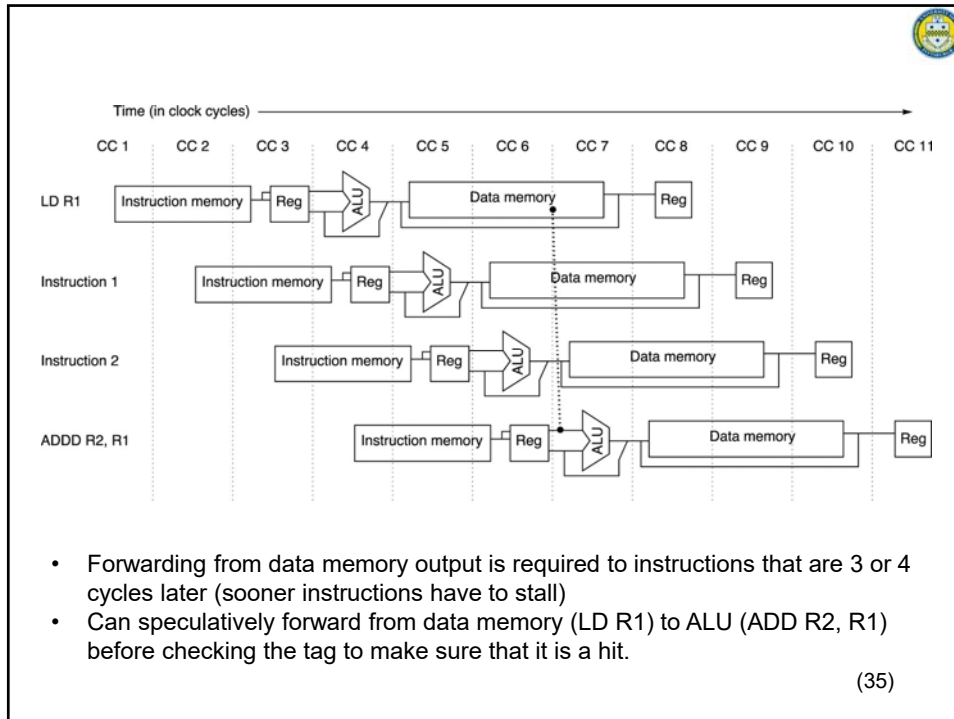 Time (in clock cycles)
CC 1 CC 2 CC 3 CC 4 CC 5 CC 6 CC 7 CC 8 CC 9 CC 10 CC 11
LD R1 Instruction memory Reg ALU Data memory Reg
Instruction 1 Instruction memory Reg ALU Data memory Reg
Instruction 2 Instruction memory Reg ALU Data memory Reg
ADDD R2, R1 Instruction memory Reg ALU Data memory Reg
• Forwarding from data memory output is required to instructions that are 3 or 4
cycles later (sooner instructions have to stall)
• Can speculatively forward from data memory (LD R1) to ALU (ADD R2, R1)
before checking the tag to make sure that it is a hit.
(35)